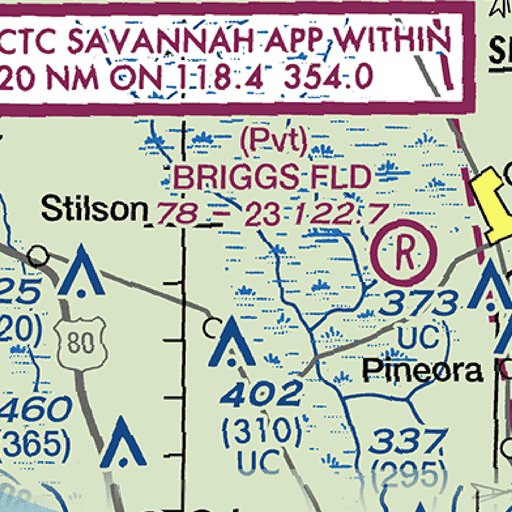 CTC SAVANNAH APP WITHIN
20 NM ON 118.4 354.0
(Pvt)
BRIGGS FLD
Stilson 78 - 23 122.7
R
25
20)
373
UC
80
Pineora
402
(310)
UC
460
(365)
337
(295)